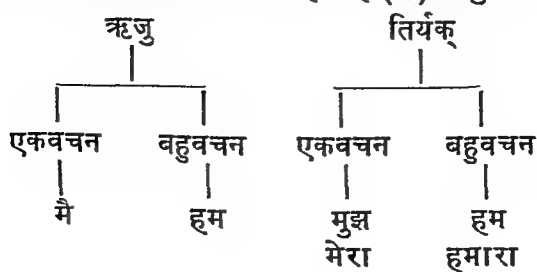 ऋजु तिर्यक्
एकवचन बहुवचन एकवचन बहुवचन
मै हम मुझ हम
मेरा हमारा